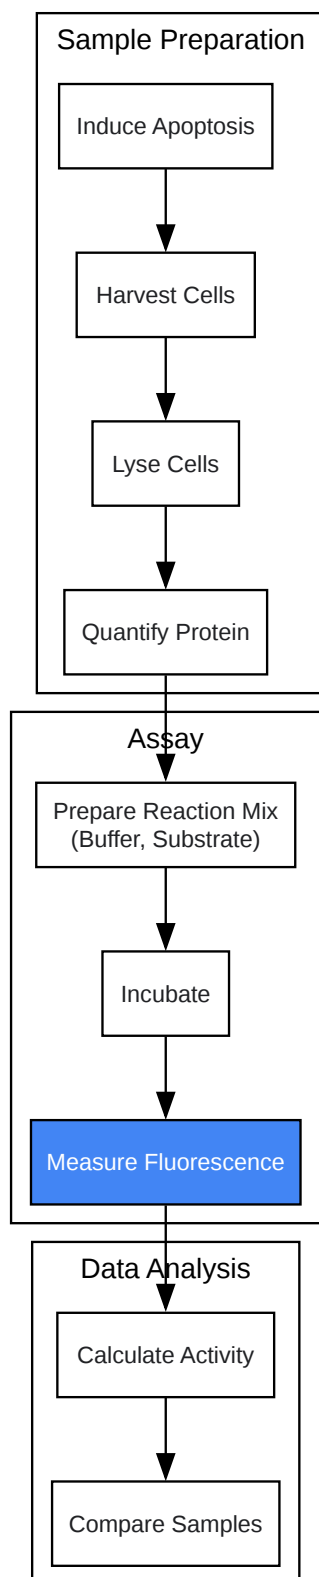 Sample Preparation
Induce Apoptosis
Harvest Cells
Lyse Cells
Quantify Protein
Assay
Prepare Reaction Mix
(Buffer, Substrate)
Incubate
Measure Fluorescence
Data Analysis
Calculate Activity
Compare Samples